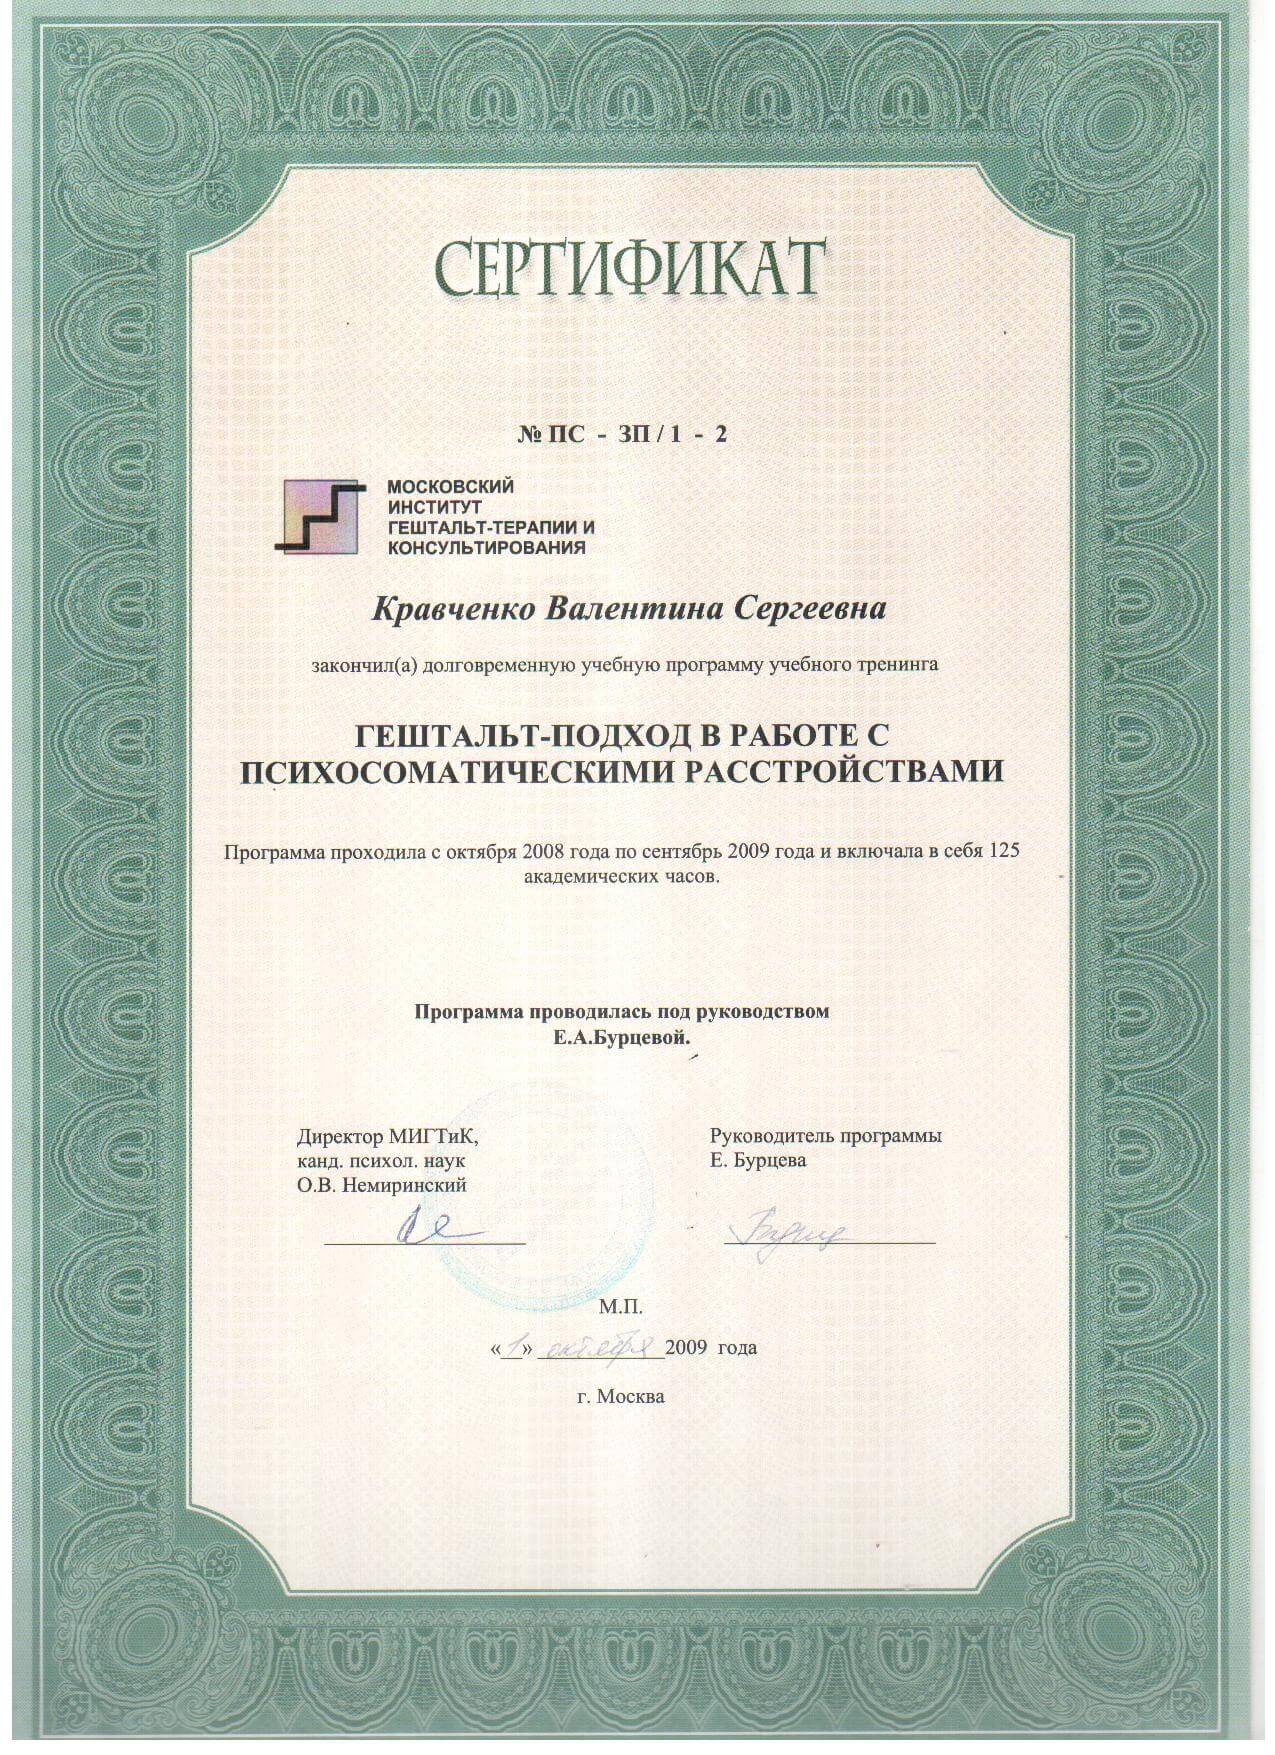 СЕРТИФИКАТ
№ ПС - ЗП / 1 - 2
МОСКОВСКИЙ
ИНСТИТУТ
ГЕШТАЛЬТ-ТЕРАПИИ И
КОНСУЛЬТИРОВАНИЯ
Кравченко Валентина Сергеевна
закончил(а) долговременную учебную программу учебного тренинга
ГЕШТАЛЬТ-ПОДХОД В РАБОТЕ С
ПСИХОСОМАТИЧЕСКИМИ РАССТРОЙСТВАМИ
Программа проходила с октября 2008 года по сентябрь 2009 года и включала в себя 125
академических часов.
Программа проводилась под руководством
Е.А.Бурцевой.
Директор МИГТиК,
канд. психол. наук
О.В. Немиринский
Руководитель программы
Е. Бурцева
М.П.
«1» октября 2009 года
г. Москва